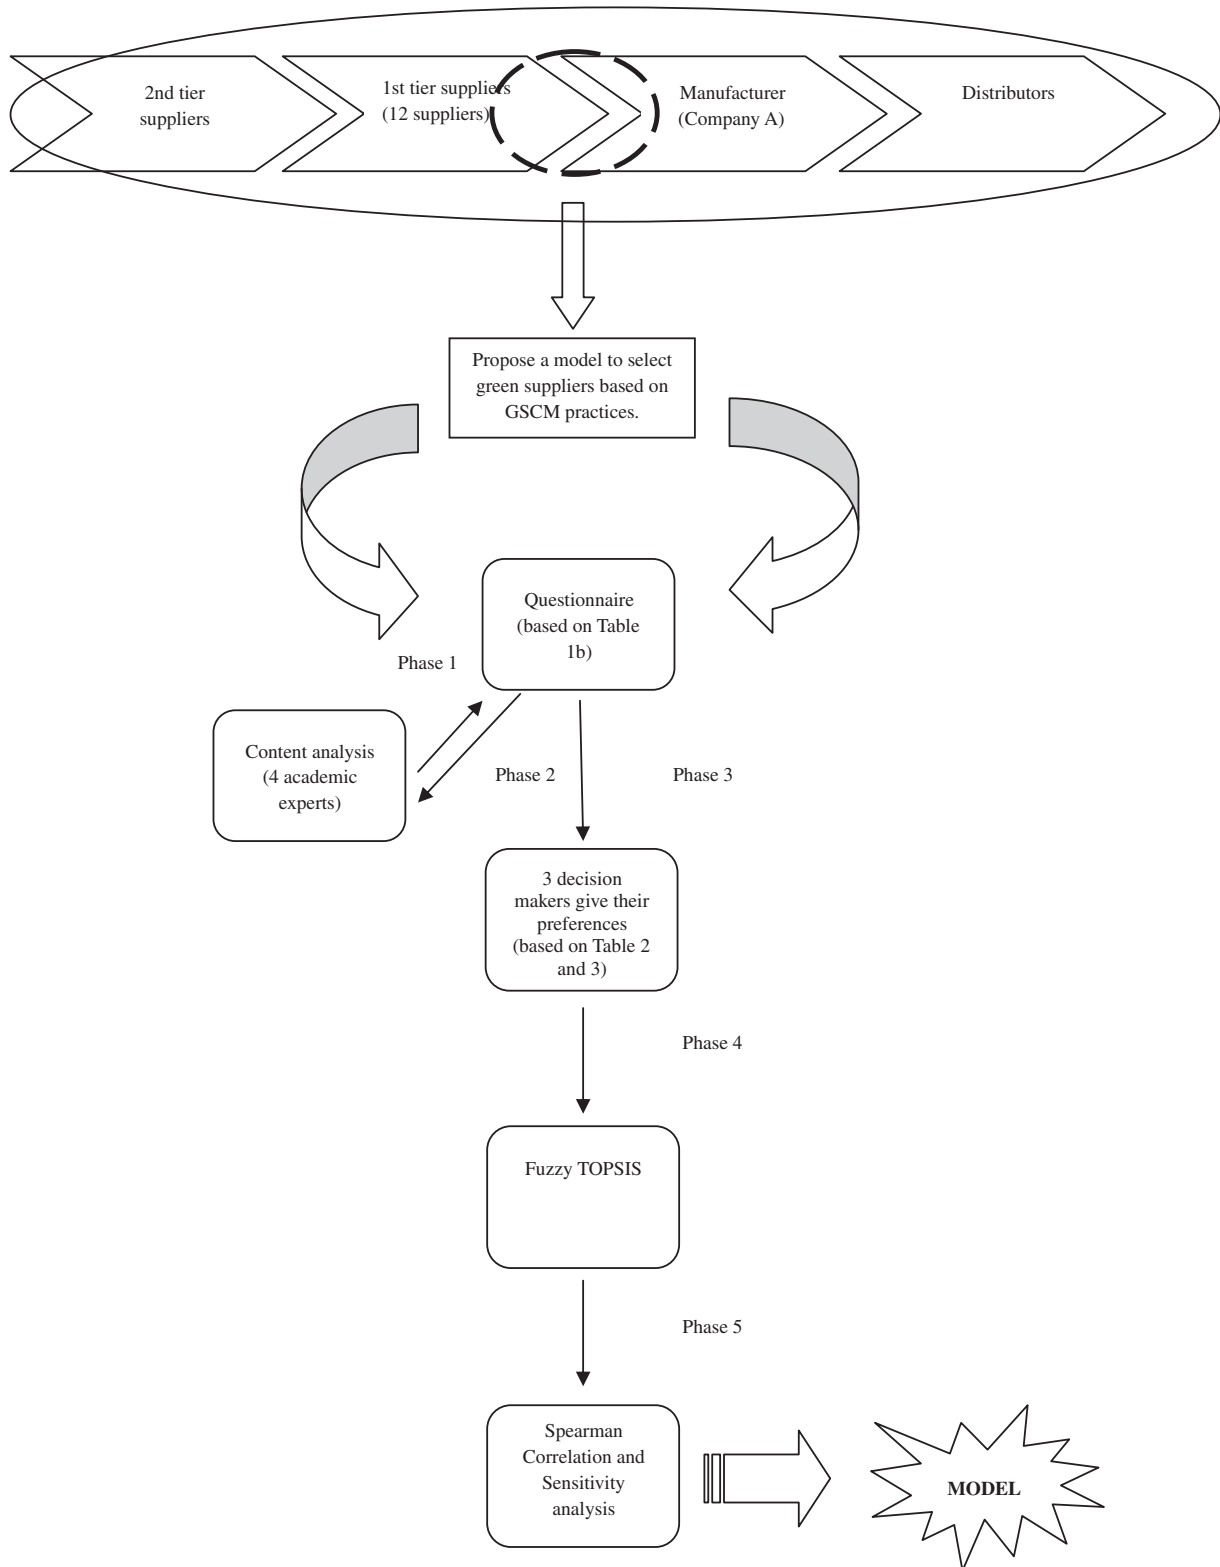 2nd tier
suppliers
1st tier suppliers
(12 suppliers)
Manufacturer
(Company A)
Distributors
Propose a model to select
green suppliers based on
GSCM practices.
Questionnaire
(based on Table
1b)
Phase 1
Content analysis
(4 academic
experts)
Phase 2
Phase 3
3 decision
makers give their
preferences
(based on Table 2
and 3)
Phase 4
Fuzzy TOPSIS
Phase 5
Spearman
Correlation and
Sensitivity
analysis
MODEL